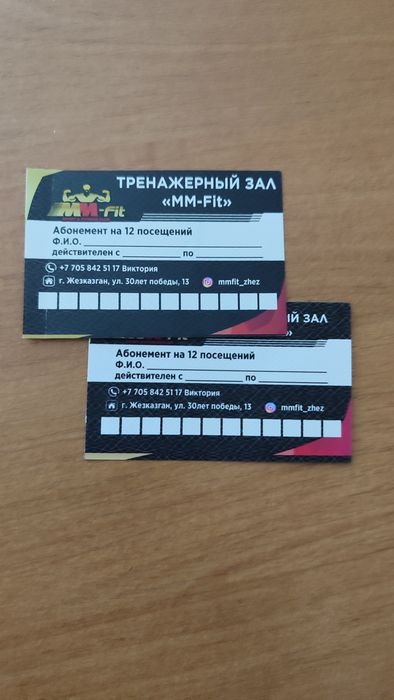 ТРЕНАЖЕРНЫЙ ЗАЛ
«MM-Fit»
MM-Fit
Абонемент на 12 посещений
Ф.И.О.
действителен с по
+7 705 842 51 17 Виктория
г. Жезказган, ул. 30лет победы, 13 mmfit_zhez
ИЙ ЗАЛ
»
Абонемент на 12 посещений
Ф.И.О.
действителен с по
+7 705 842 51 17 Виктория
г. Жезказган, ул. 30лет победы, 13 mmfit_zhez